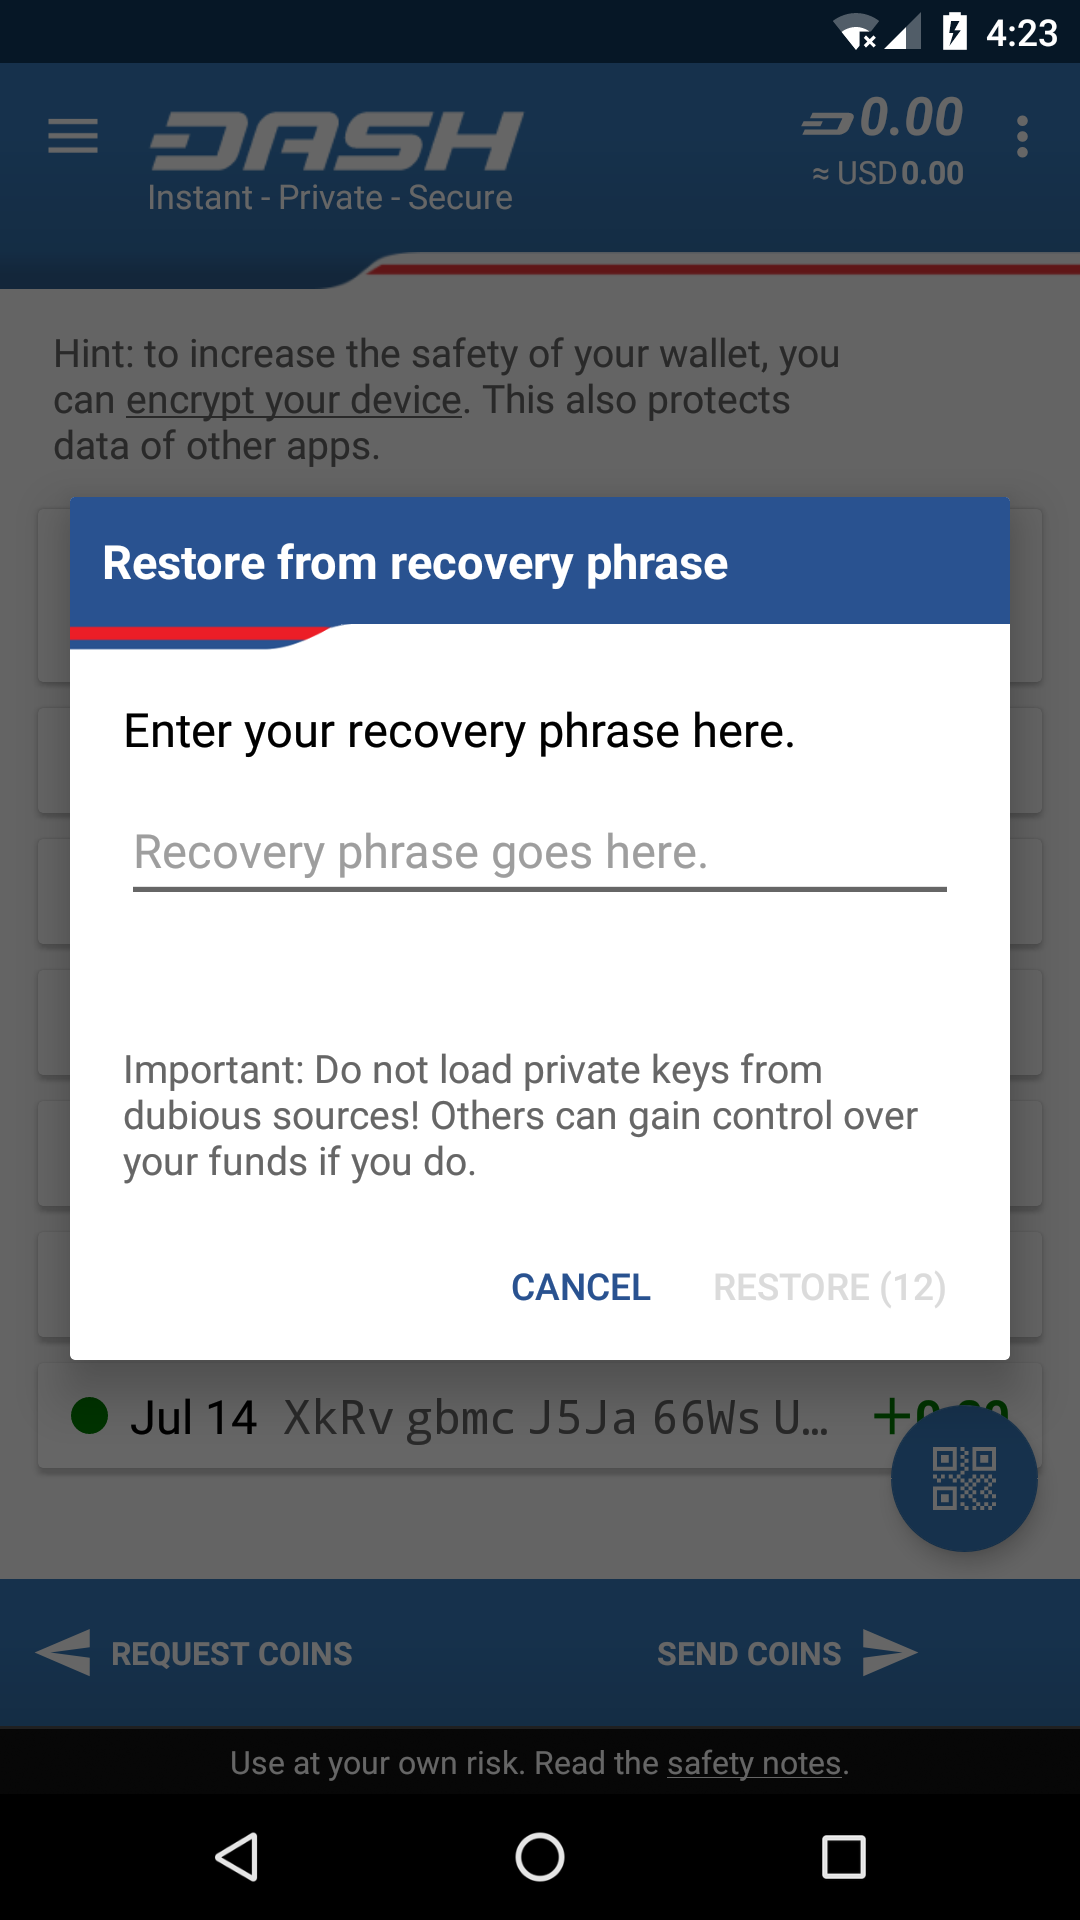 4:23
DASH
0.00
Instant - Private - Secure
≈ USD 0.00
Hint: to increase the safety of your wallet, you
can encrypt your device. This also protects
data of other apps.
Restore from recovery phrase
Enter your recovery phrase here.
Recovery phrase goes here.
Important: Do not load private keys from
dubious sources! Others can gain control over
your funds if you do.
CANCEL RESTORE (12)
Jul 14 XkRv gbmc J5Ja 66Ws U…
REQUEST COINS SEND COINS
Use at your own risk. Read the safety notes.